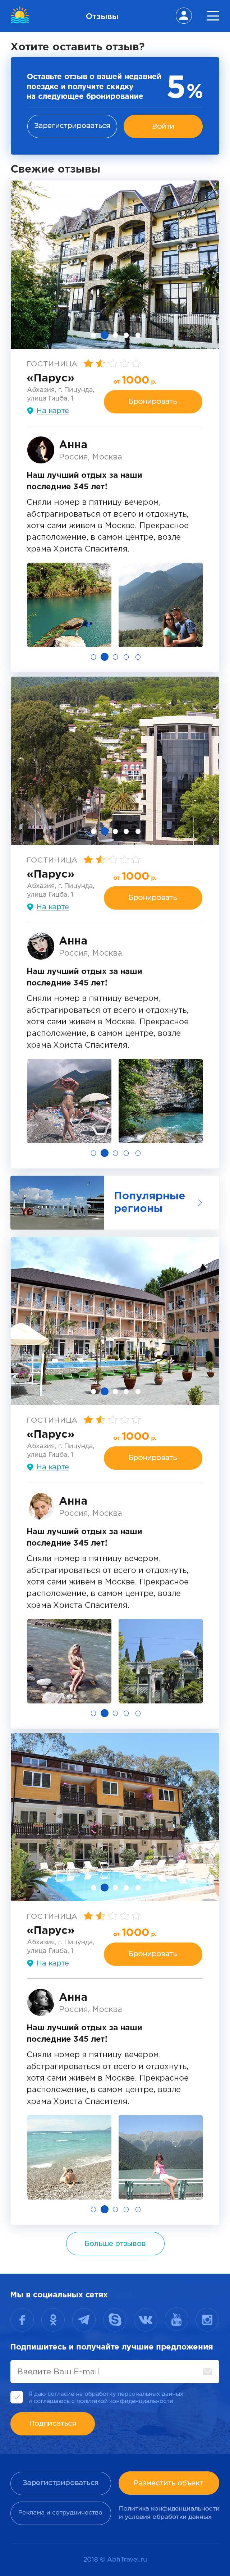 Отзывы
Хотите оставить отзыв?
Оставьте отзыв о вашей недавней
поездке и получите скидку
на следующее бронирование
5%
Зарегистрироваться
Войти
Свежие отзывы
ГОСТИНИЦА
«Парус»
Абхазия, г. Пицунда,
улица Гицба, 1
На карте
от 1000 р.
Бронировать
Анна
Россия, Москва
Наш лучший отдых за наши
последние 345 лет!
Сняли номер в пятницу вечером,
абстрагироваться от всего и отдохнуть,
хотя сами живем в Москве. Прекрасное
расположение, в самом центре, возле
храма Христа Спасителя.
ГОСТИНИЦА
«Парус»
Абхазия, г. Пицунда,
улица Гицба, 1
На карте
от 1000 р.
Бронировать
Анна
Россия, Москва
Наш лучший отдых за наши
последние 345 лет!
Сняли номер в пятницу вечером,
абстрагироваться от всего и отдохнуть,
хотя сами живем в Москве. Прекрасное
расположение, в самом центре, возле
храма Христа Спасителя.
Популярные
регионы
ГОСТИНИЦА
«Парус»
Абхазия, г. Пицунда,
улица Гицба, 1
На карте
от 1000 р.
Бронировать
Анна
Россия, Москва
Наш лучший отдых за наши
последние 345 лет!
Сняли номер в пятницу вечером,
абстрагироваться от всего и отдохнуть,
хотя сами живем в Москве. Прекрасное
расположение, в самом центре, возле
храма Христа Спасителя.
ГОСТИНИЦА
«Парус»
Абхазия, г. Пицунда,
улица Гицба, 1
На карте
от 1000 р.
Бронировать
Анна
Россия, Москва
Наш лучший отдых за наши
последние 345 лет!
Сняли номер в пятницу вечером,
абстрагироваться от всего и отдохнуть,
хотя сами живем в Москве. Прекрасное
расположение, в самом центре, возле
храма Христа Спасителя.
Больше отзывов
Мы в социальных сетях
Подпишитесь и получайте лучшие предложения
Введите Ваш E-mail
Я даю согласие на обработку персональных данных
и соглашаюсь с политикой конфиденциальности
Подписаться
Зарегистрироваться
Разместить объект
Реклама и сотрудничество
Политика конфиденциальности
и условия обработки данных
2018 © AbhTravel.ru